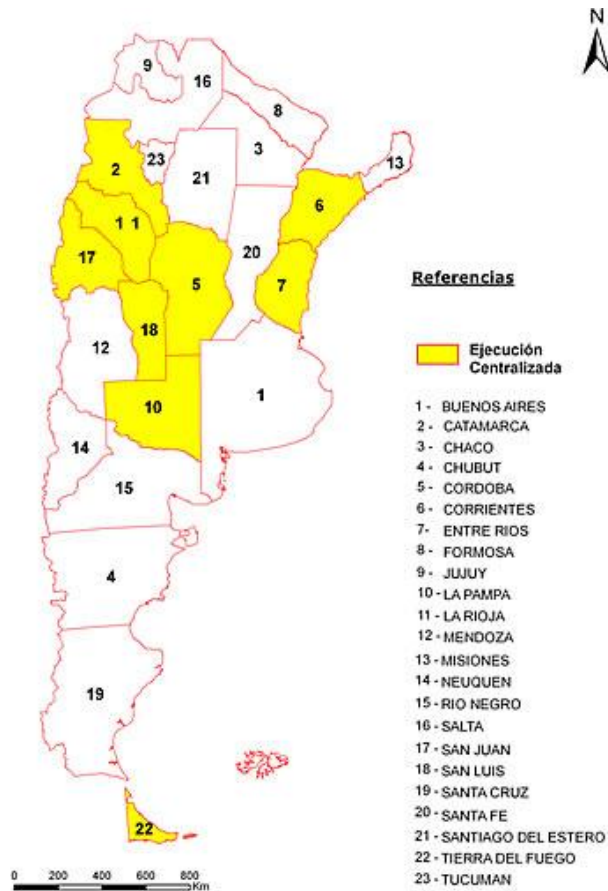 N
9
16
8
3
13
2
23
21
6
1 1
20
17
5
7
18
12
10
1
14
15
4
19
22
0 200 400 600 800
Km
Referencias
Ejecución
Centralizada
1 - BUENOS AIRES
2 - CATAMARCA
3 - CHACO
4 - CHUBUT
5 - CORDOBA
6 - CORRIENTES
7 - ENTRE RIOS
8 - FORMOSA
9 - JUJUY
10 - LA PAMPA
11 - LA RIOJA
12 - MENDOZA
13 - MISIONES
14 - NEUQUEN
15 - RIO NEGRO
16 - SALTA
17 - SAN JUAN
18 - SAN LUIS
19 - SANTA CRUZ
20 - SANTA FE
21 - SANTIAGO DEL ESTERO
22 - TIERRA DEL FUEGO
23 - TUCUMAN